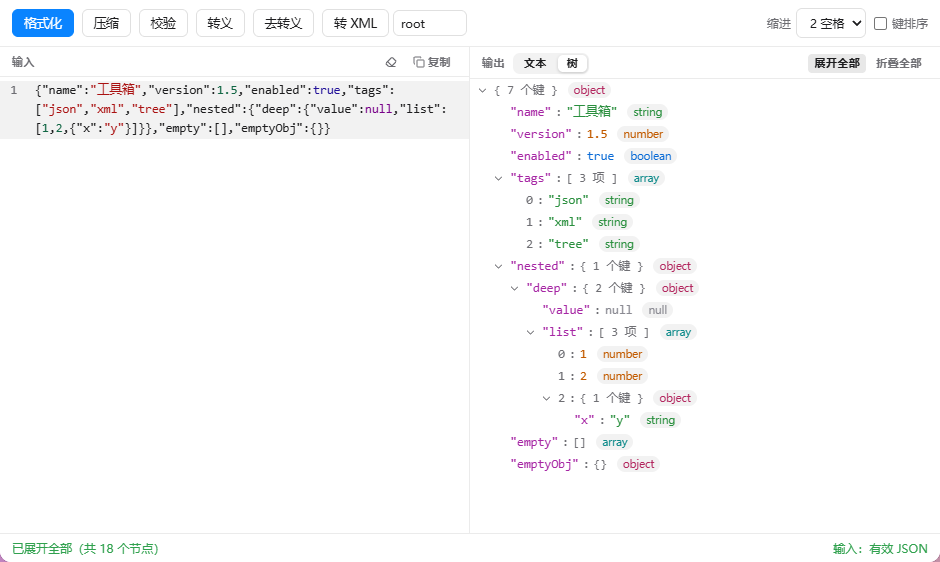 格式化 压缩 校验 转义 去转义 转 XML root 缩进 2 空格 键排序
输入 复制 输出 文本 树 展开全部 折叠全部
1 {"name":"工具箱","version":1.5,"enabled":true,"tags":
["json","xml","tree"],"nested":{"deep":{"value":null,"list":
[1,2,{"x":"y"}]}},"empty":[],"emptyObj":{}}
{ 7 个键 } object
"name" : "工具箱" string
"version" : 1.5 number
"enabled" : true boolean
"tags" : [ 3 项 ] array
0 : "json" string
1 : "xml" string
2 : "tree" string
"nested" : { 1 个键 } object
"deep" : { 2 个键 } object
"value" : null null
"list" : [ 3 项 ] array
0 : 1 number
1 : 2 number
2 : { 1 个键 } object
"x" : "y" string
"empty" : [] array
"emptyObj" : {} object
已展开全部（共 18 个节点） 输入：有效 JSON